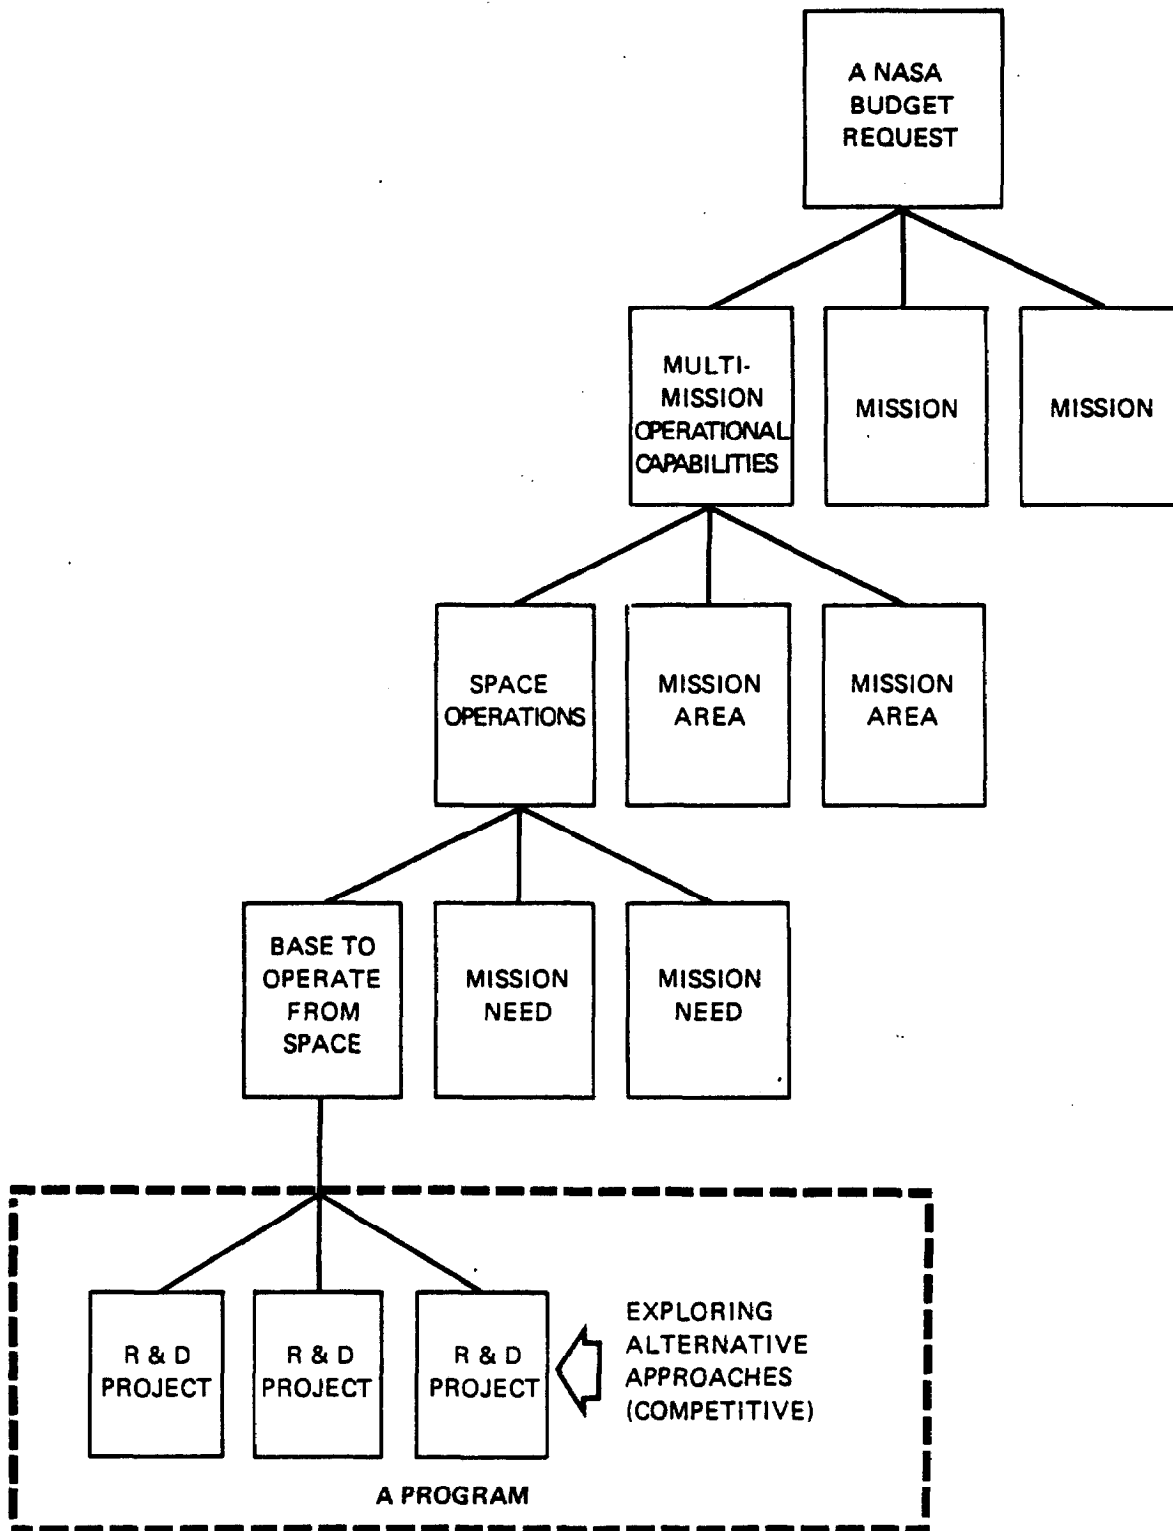 A NASA
BUDGET
REQUEST
MULTI-
MISSION
OPERATIONAL
CAPABILITIES
MISSION
MISSION
SPACE
OPERATIONS
MISSION
AREA
MISSION
AREA
BASE TO
OPERATE
FROM
SPACE
MISSION
NEED
MISSION
NEED
R & D
PROJECT
R & D
PROJECT
R & D
PROJECT
EXPLORING
ALTERNATIVE
APPROACHES
(COMPETITIVE)
A PROGRAM